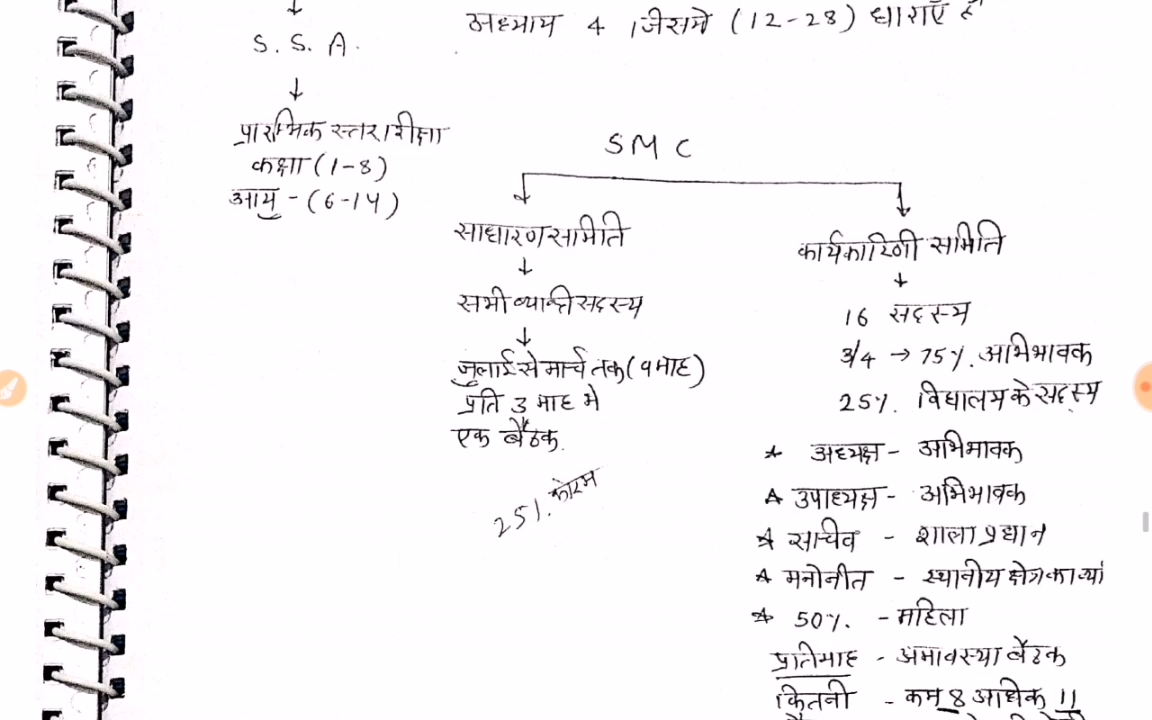 अध्याय 4 जिसमे (12-28) धाराएँ है
S. S. A.
प्रारम्भिक स्तर शिक्षा
कक्षा (1-8)
आयु - (6-14)
SMC
साधारण समिति
सभी व्यक्ति सदस्य
जुलाई से मार्च तक (9 माह)
प्रति 3 माह मे
एक बैठक.
25%. कोरम
कार्यकारिणी समिति
16 सदस्य
3/4 → 75%. अभिभावक
25%. विद्यालय के सदस्य
* अध्यक्ष - अभिभावक
* उपाध्यक्ष - अभिभावक
* सचिव - शाला प्रधान
* मनोनीत - स्थानीय क्षेत्र का
* 50%. - महिला
प्रतिमाह - अमावस्या बैठक
कितनी - कम 8 अधिक 11